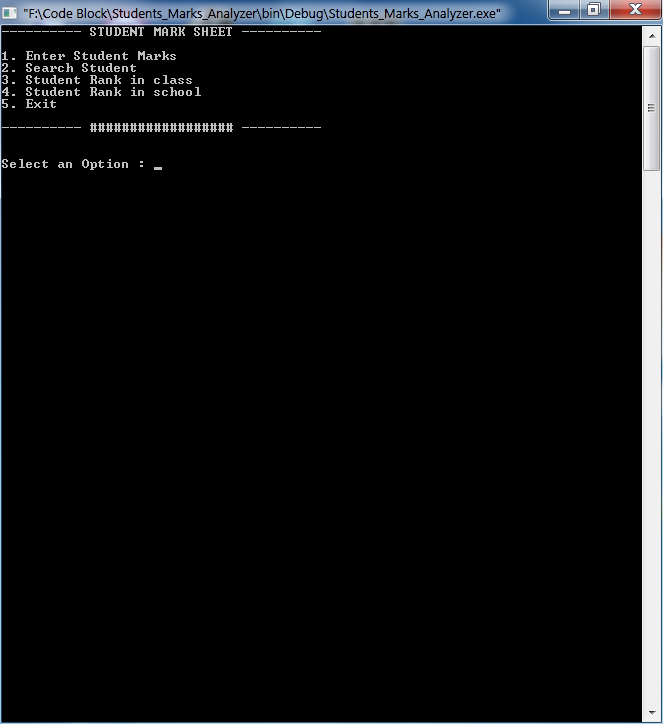 "F:\Code Block\Students_Marks_Analyzer\bin\Debug\Students_Marks_Analyzer.exe"
---------- STUDENT MARK SHEET ----------
1. Enter Student Marks
2. Search Student
3. Student Rank in class
4. Student Rank in school
5. Exit
---------- ################## ----------
Select an Option : _